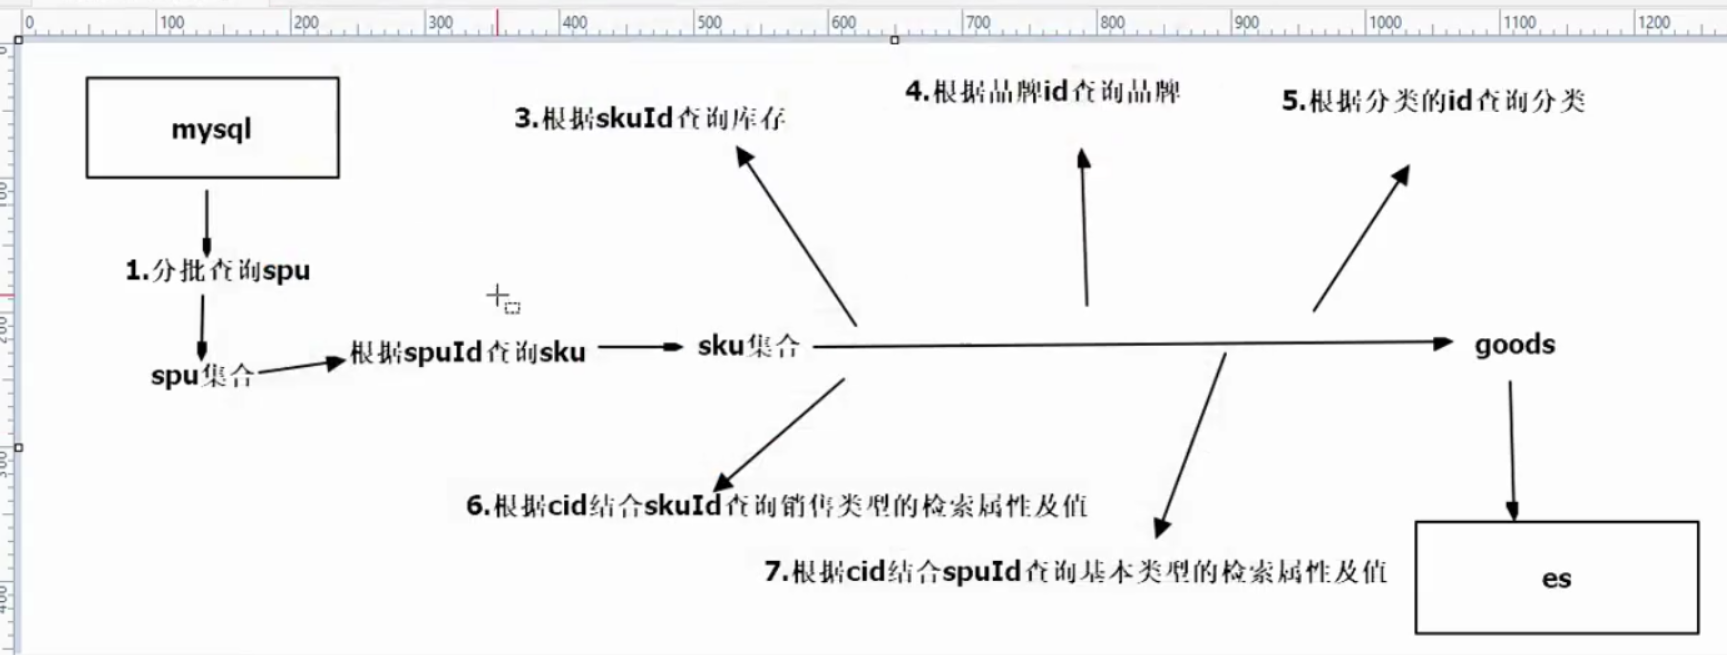 0 100 200 300 400 500 600 700 800 900 1000 1100 1200
mysql
3.根据skuId查询库存
4.根据品牌id查询品牌
5.根据分类的id查询分类
1.分批查询spu
spu集合
根据spuId查询sku
sku集合
goods
6.根据cid结合skuId查询销售类型的检索属性及值
7.根据cid结合spuId查询基本类型的检索属性及值
es